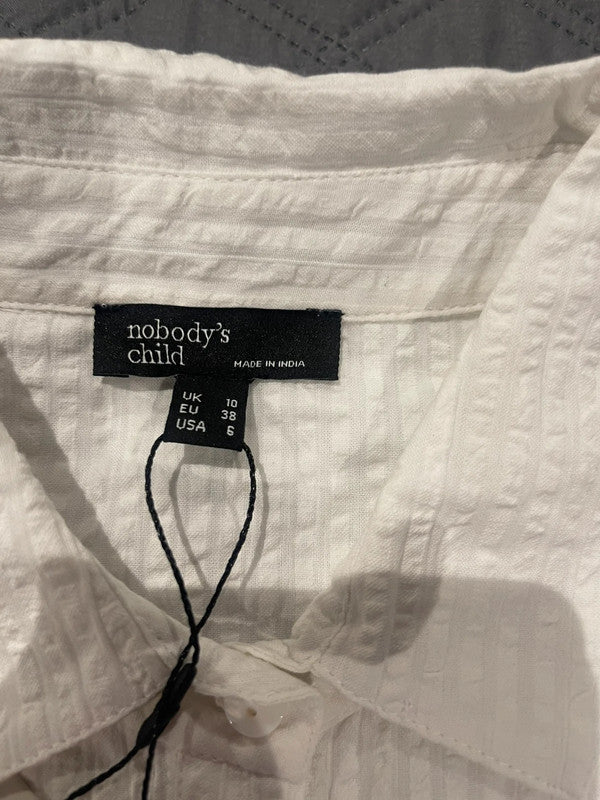 nobody's
child
MADE IN INDIA
UK 10
EU 38
USA 6